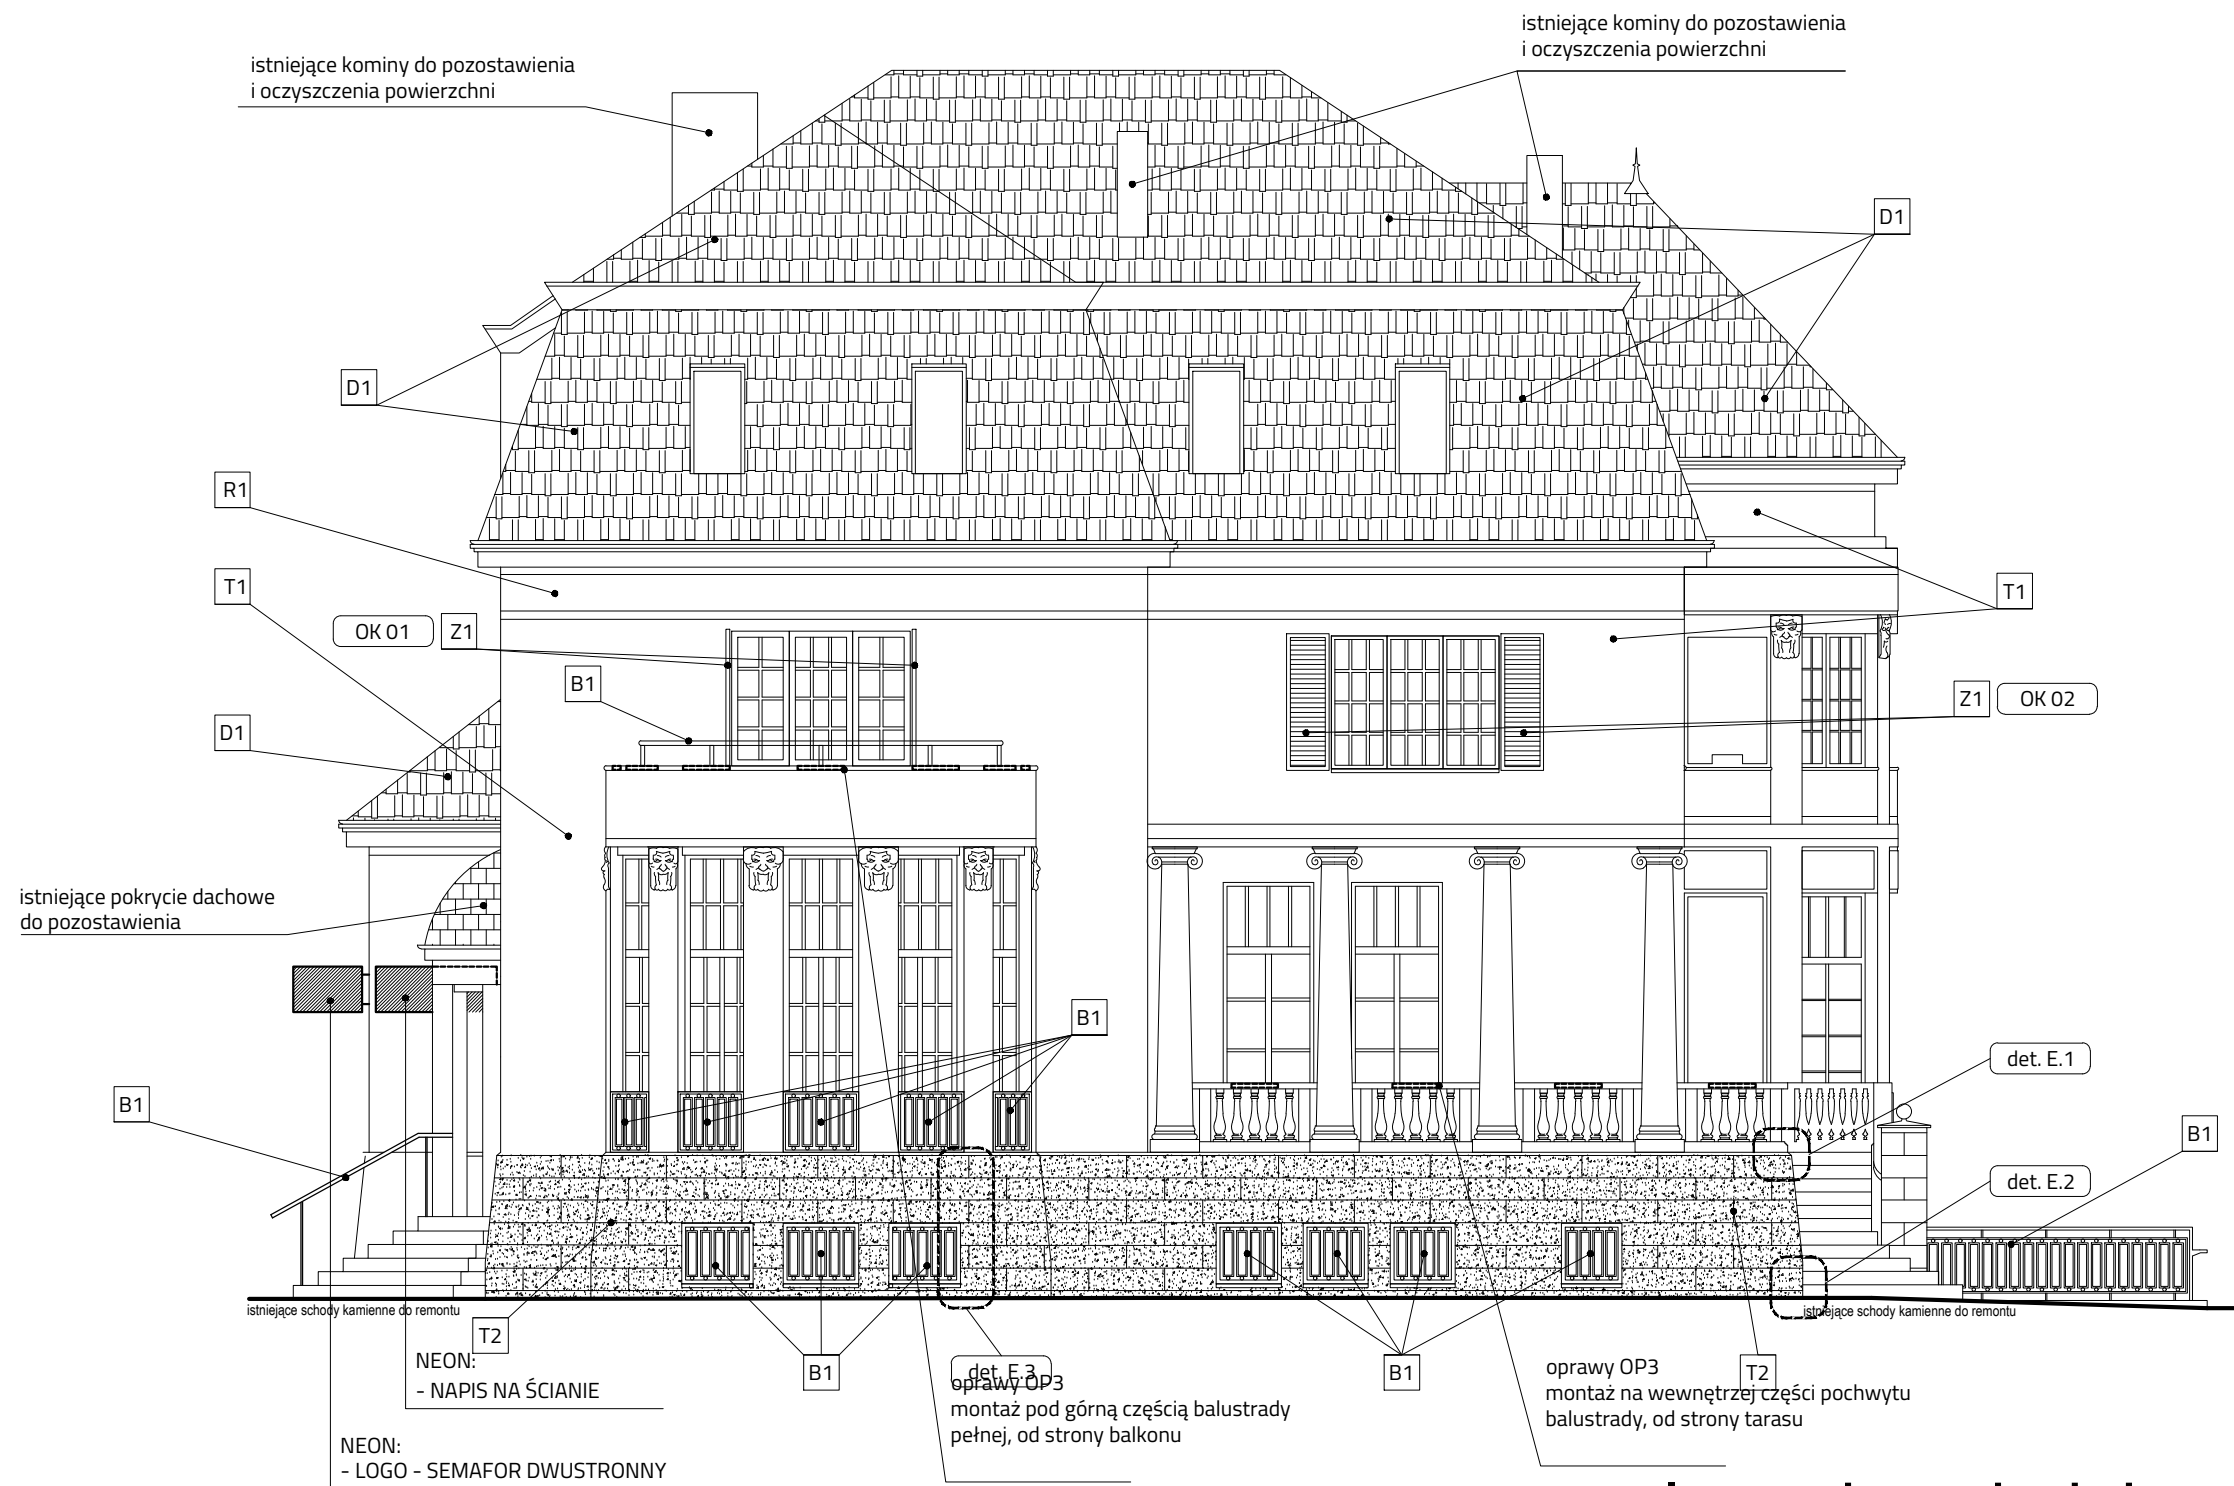 istniejące kominy do pozostawienia
i oczyszczenia powierzchni
istniejące kominy do pozostawienia
i oczyszczenia powierzchni
D1
D1
R1
T1
T1
OK 01
Z1
B1
Z1
OK 02
D1
istniejące pokrycie dachowe
do pozostawienia
B1
det. E.1
B1
B1
det. E.2
istniejące schody kamienne do remontu
istniejące schody kamienne do remontu
T2
NEON:
- NAPIS NA ŚCIANIE
B1
det. E.3
oprawy OP3
montaż pod górną częścią balustrady
pełnej, od strony balkonu
B1
T2
oprawy OP3
montaż na wewnętrzej części pochwytu
balustrady, od strony tarasu
NEON:
- LOGO - SEMAFOR DWUSTRONNY